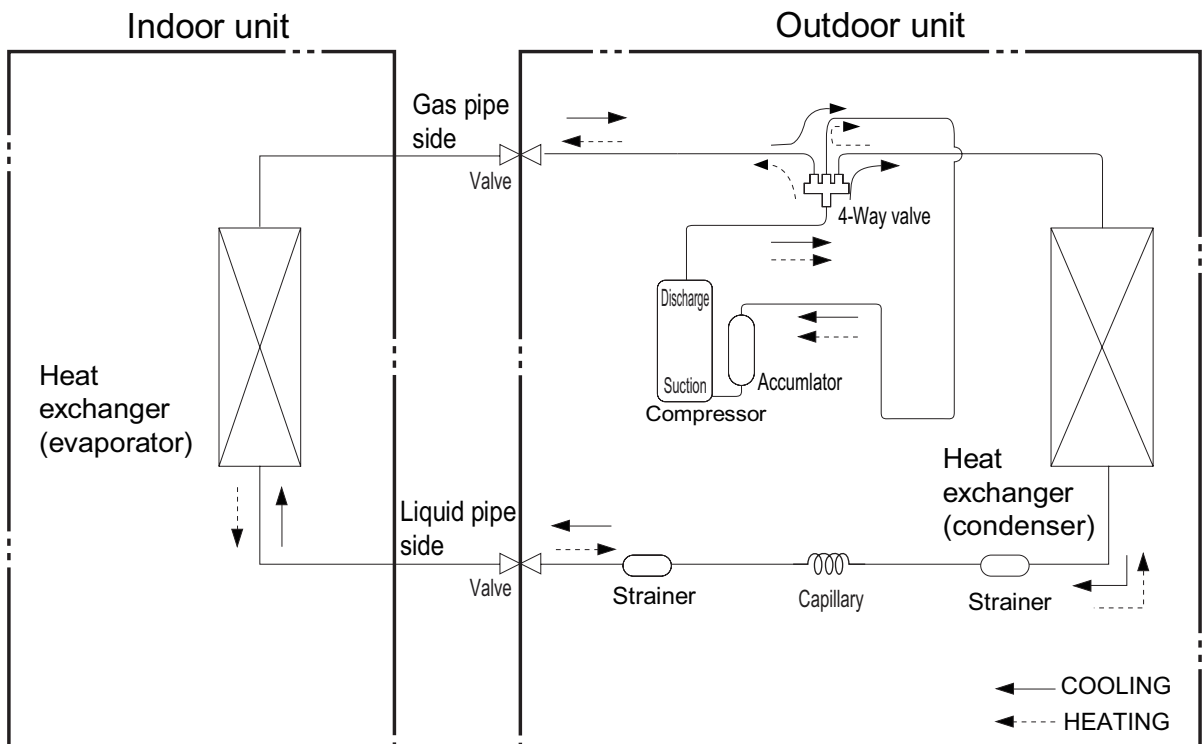 Indoor unit
Outdoor unit
Gas pipe
side
Valve
4-Way valve
Discharge
Suction
Compressor
Accumlator
Heat
exchanger
(evaporator)
Heat
exchanger
(condenser)
Liquid pipe
side
Valve
Strainer
Capillary
Strainer
COOLING
HEATING